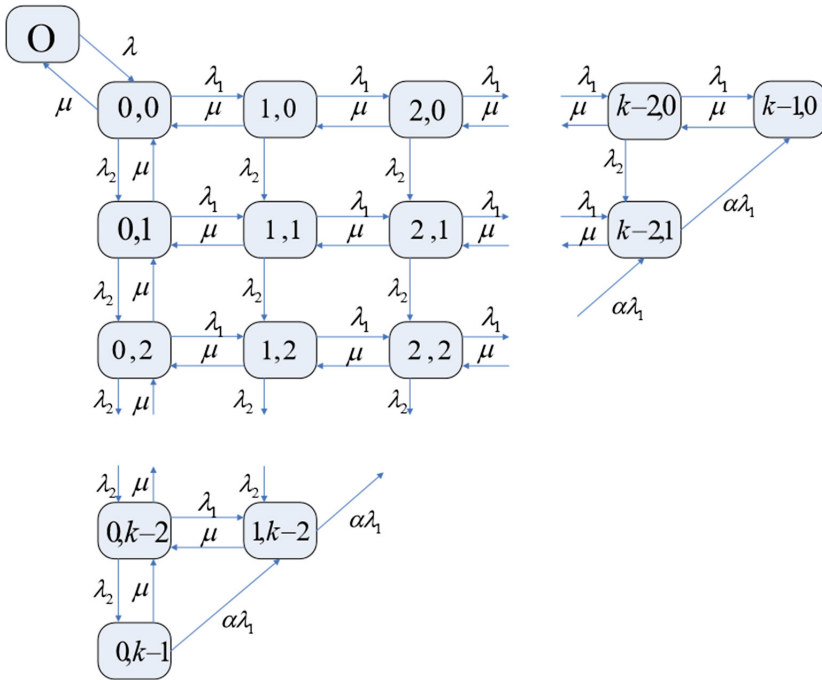 O
λ
μ
λ₁ λ₁ λ₁ λ₁ λ₁
0,0 μ 1,0 μ 2,0 μ μ k−2,0 μ k−1,0
λ₂ μ λ₂ λ₂ λ₂
λ₁ λ₁ λ₁ λ₁ αλ₁
0,1 μ 1,1 μ 2,1 μ μ k−2,1
λ₂ μ λ₂ λ₂ αλ₁
λ₁ λ₁ λ₁
0,2 μ 1,2 μ 2,2 μ
λ₂ μ λ₂ λ₂
λ₂ μ λ₂
λ₁
0,k−2 μ 1,k−2 αλ₁
λ₂ μ αλ₁
0,k−1